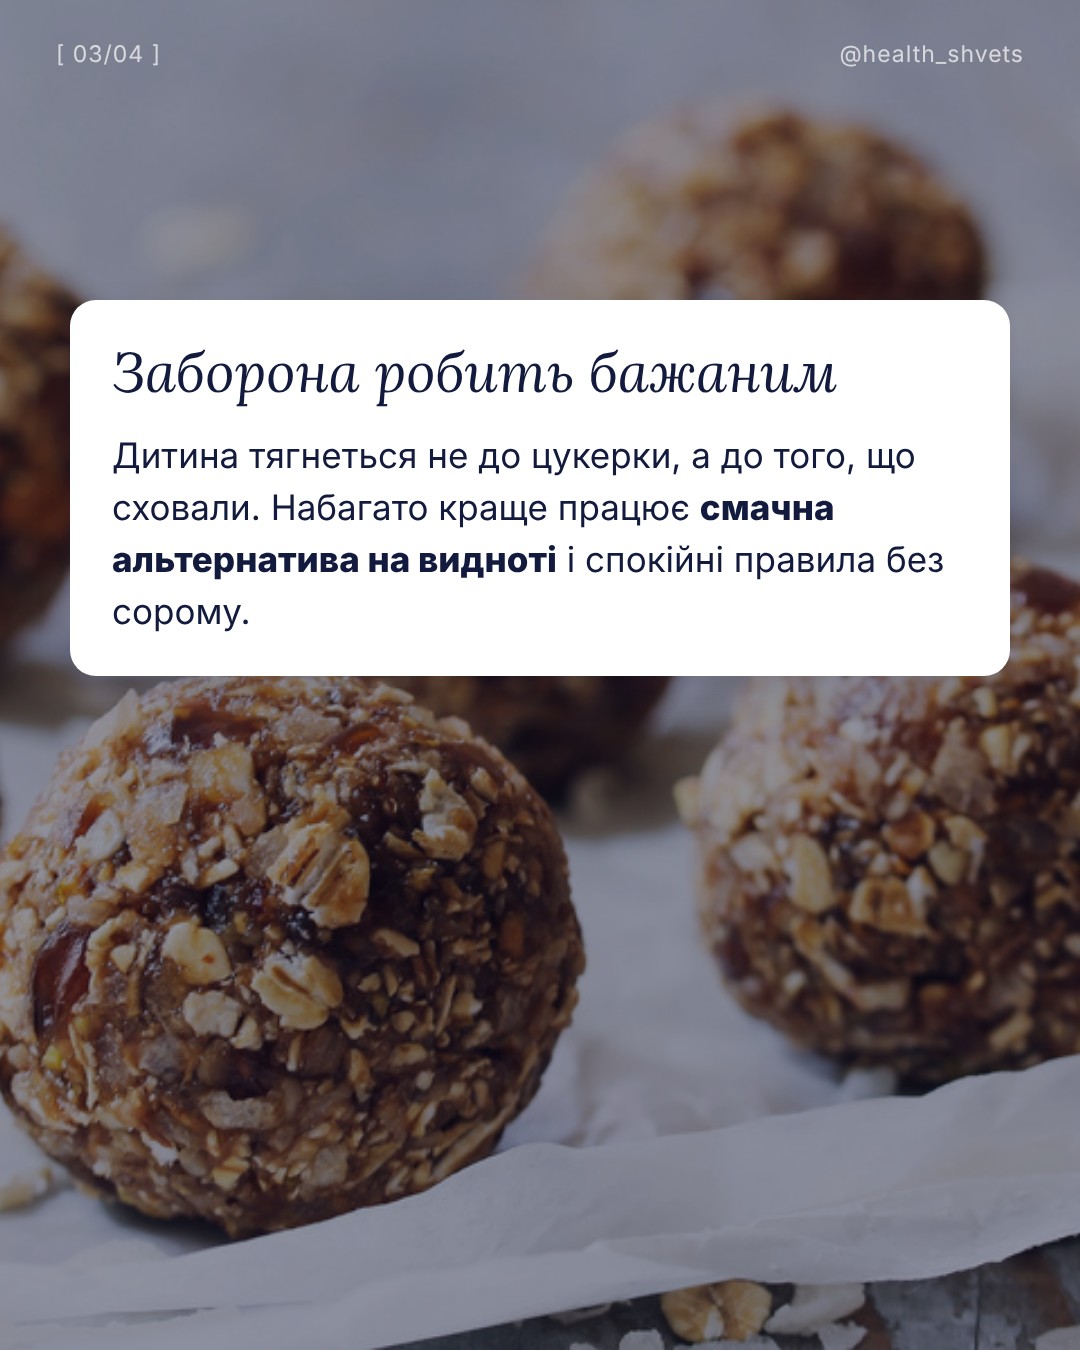 [ 03/04 ]
@health_shvets
Заборона робить бажаним
Дитина тягнеться не до цукерки, а до того, що
сховали. Набагато краще працює смачна
альтернатива на видноті і спокійні правила без
сорому.